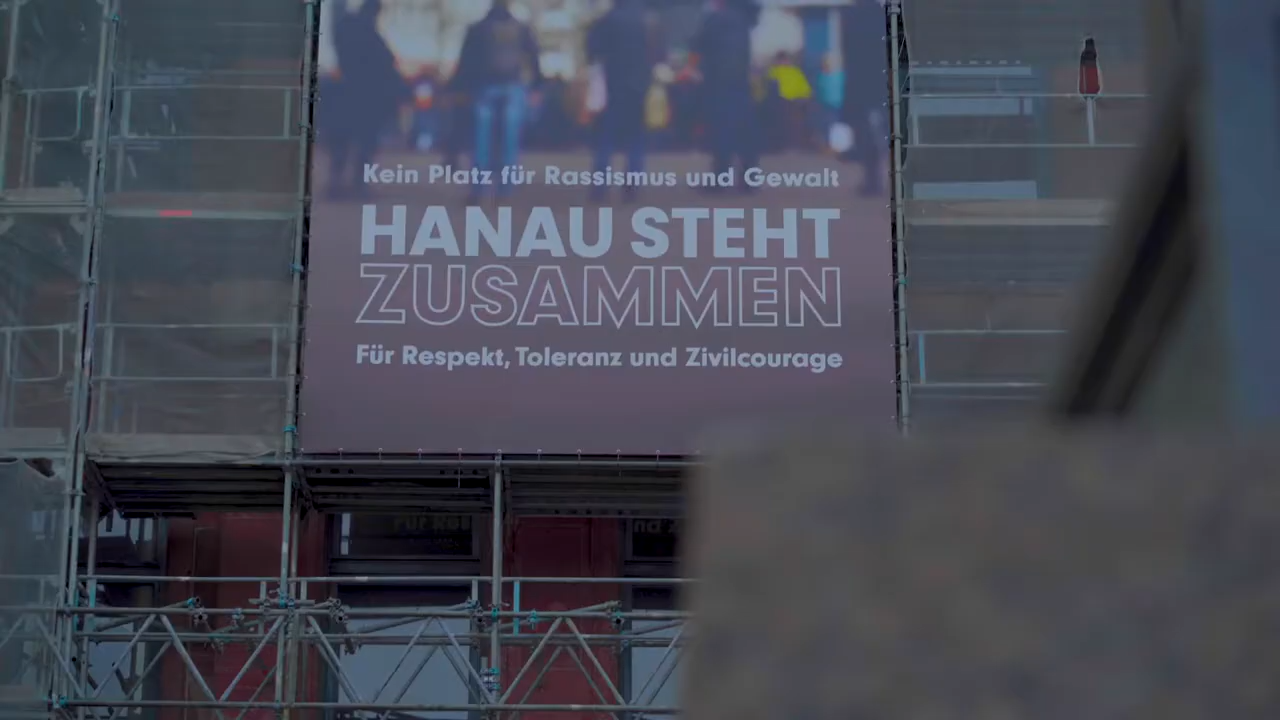 Kein Platz für Rassismus und Gewalt
HANAU STEHT
ZUSAMMEN
Für Respekt, Toleranz und Zivilcourage